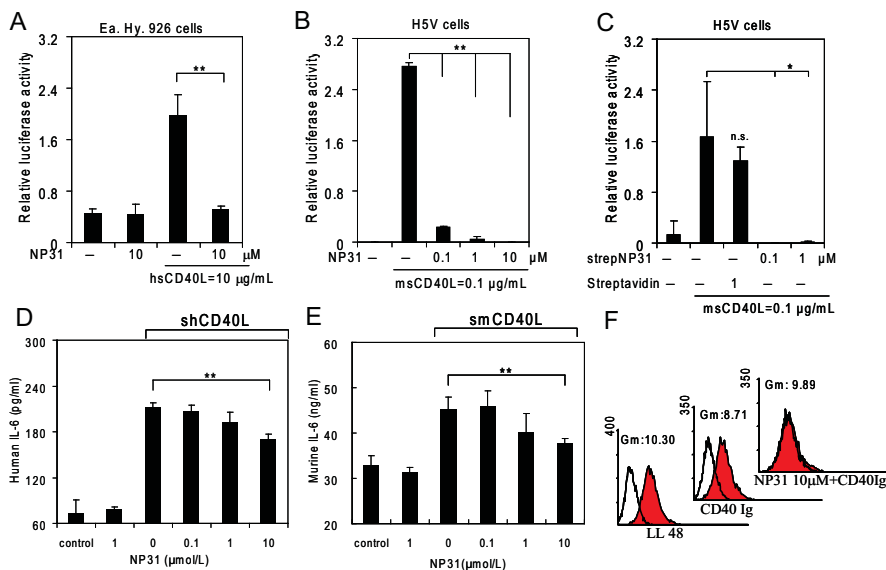 A
Ea. Hy. 926 cells
Relative luciferase activity
3.2
2.4
1.6
0.8
0
**
NP31 – 10 – 10 µM
hsCD40L=10 µg/mL
B
H5V cells
Relative luciferase activity
3.2
2.4
1.6
0.8
0
**
NP31 – – 0.1 1 10 µM
msCD40L=0.1 µg/mL
C
H5V cells
Relative luciferase activity
3.2
2.4
1.6
0.8
0
n.s.
*
strepNP31 – – – 0.1 1 µM
Streptavidin – – 1 – –
msCD40L=0.1 µg/mL
D
shCD40L
Human IL-6 (pg/ml)
300
240
180
120
60
**
control 1 0 0.1 1 10
NP31 (µmol/L)
E
smCD40L
Murine IL-6 (ng/ml)
60
50
40
30
20
**
control 1 0 0.1 1 10
NP31(µmol/L)
F
400
Gm:10.30
LL 48
350
Gm:8.71
CD40 Ig
350
Gm: 9.89
NP31 10µM+CD40Ig